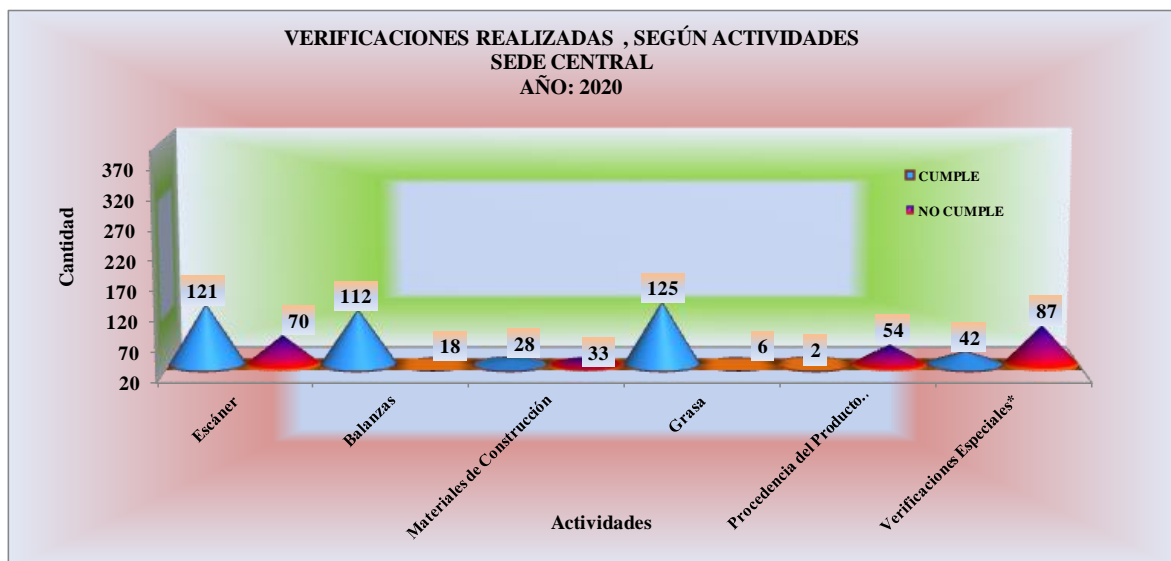 VERIFICACIONES REALIZADAS , SEGÚN ACTIVIDADES
SEDE CENTRAL
AÑO: 2020
Cantidad
370
320
270
220
170
120
70
20
CUMPLE
NO CUMPLE
121
70
112
18
28
33
125
6
2
54
42
87
Escáner
Balanzas
Materiales de Construcción
Grasa
Procedencia del Producto..
Verificaciones Especiales*
Actividades